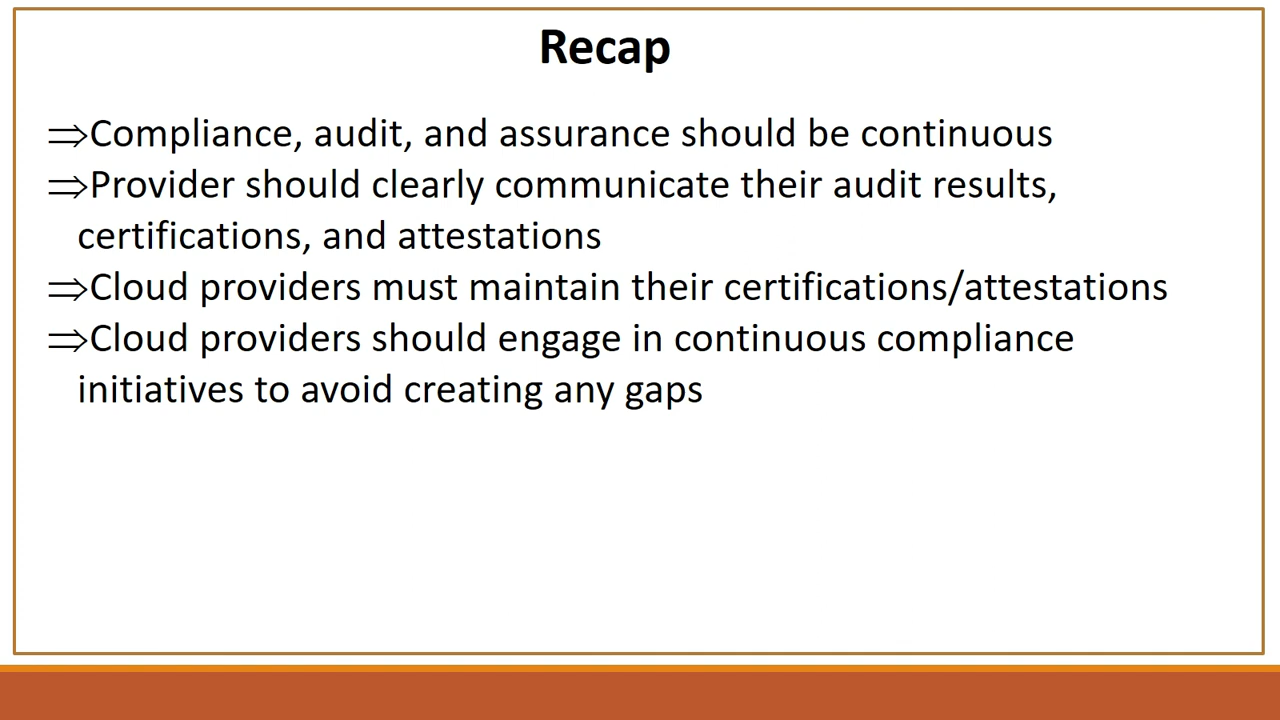 Recap
⇒Compliance, audit, and assurance should be continuous
⇒Provider should clearly communicate their audit results,
certifications, and attestations
⇒Cloud providers must maintain their certifications/attestations
⇒Cloud providers should engage in continuous compliance
initiatives to avoid creating any gaps